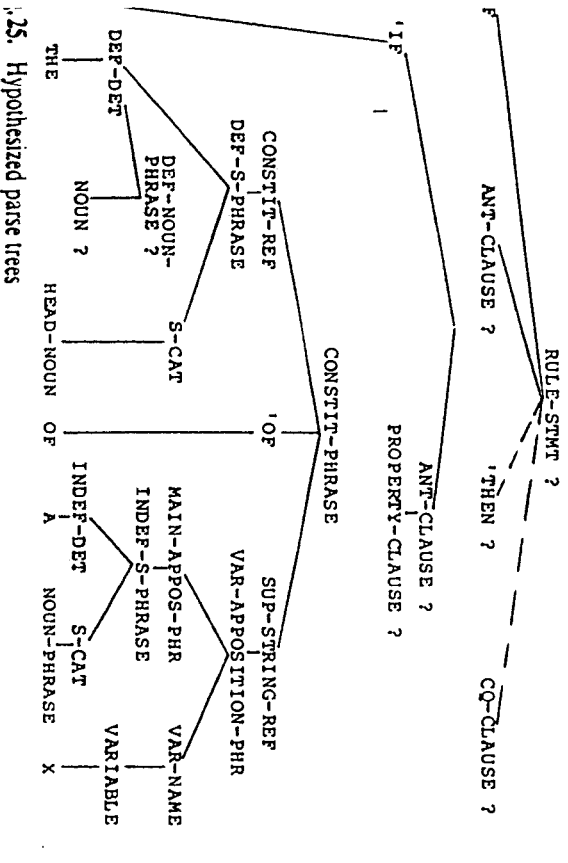 RULE-STMT ?
F ANT-CLAUSE ? 'THEN ? CQ-CLAUSE ?
ANT-CLAUSE ?
'IF PROPERTY-CLAUSE ?
CONSTIT-PHRASE
CONSTIT-REF 'OF SUP-STRING-REF
DEF-S-PHRASE VAR-APPOSITION-PHR
DEF-NOUN- S-CAT MAIN-APPOS-PHR VAR-NAME
PHRASE ? INDEF-S-PHRASE
DEF-DET VARIABLE
NOUN ? INDEF-DET S-CAT
THE HEAD-NOUN OF A NOUN-PHRASE X
.25. Hypothesized parse trees